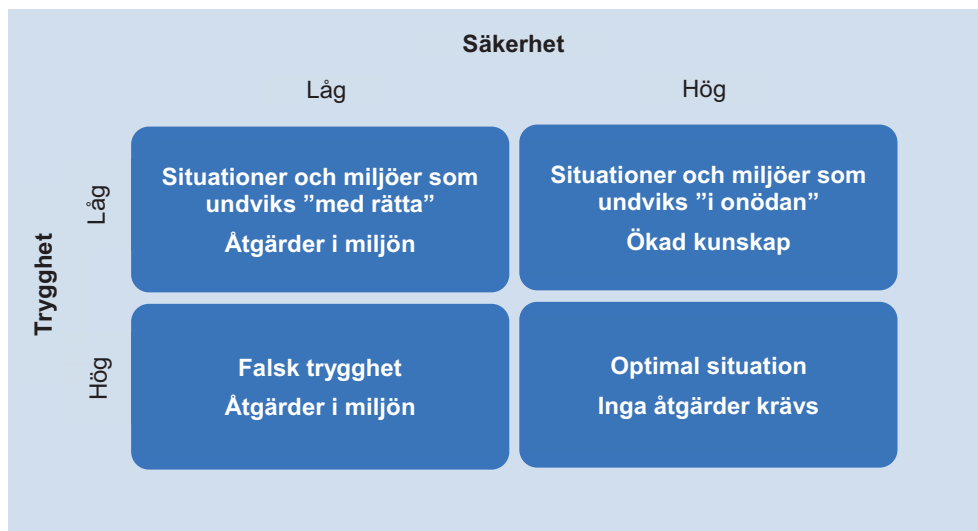 Säkerhet
Låg
Hög
Trygghet
Låg
Situationer och miljöer som
undviks ”med rätta”
Åtgärder i miljön
Situationer och miljöer som
undviks ”i onödan”
Ökad kunskap
Hög
Falsk trygghet
Åtgärder i miljön
Optimal situation
Inga åtgärder krävs